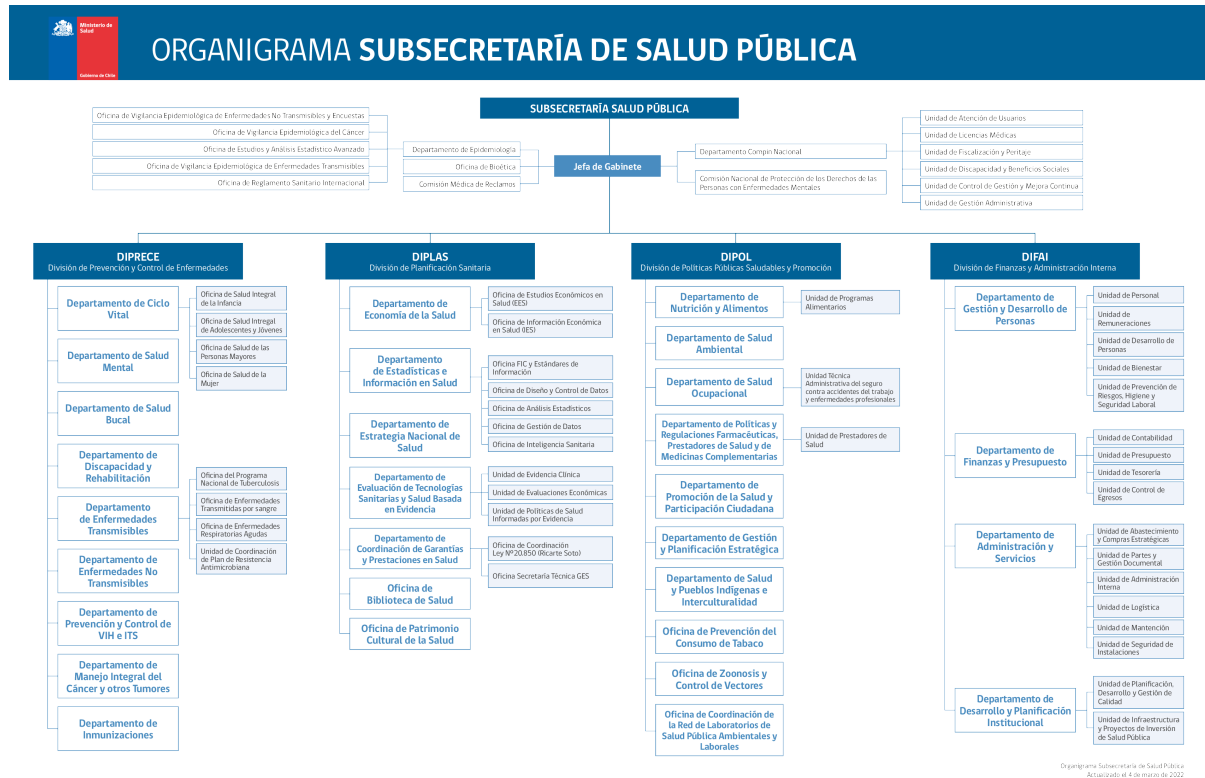 Ministerio de
Salud
Gobierno de Chile
ORGANIGRAMA SUBSECRETARÍA DE SALUD PÚBLICA
SUBSECRETARÍA SALUD PÚBLICA
Jefa de Gabinete
Oficina de Vigilancia Epidemiológica de Enfermedades No Transmisibles y Encuestas
Oficina de Vigilancia Epidemiológica del Cáncer
Oficina de Estudios y Análisis Estadístico Avanzado
Oficina de Vigilancia Epidemiológica de Enfermedades Transmisibles
Oficina de Reglamento Sanitario Internacional
Departamento de Epidemiología
Oficina de Bioética
Comisión Médica de Reclamos
Departamento Compin Nacional
Comisión Nacional de Protección de los Derechos de las
Personas con Enfermedades Mentales
Unidad de Atención de Usuarios
Unidad de Licencias Médicas
Unidad de Fiscalización y Peritaje
Unidad de Discapacidad y Beneficios Sociales
Unidad de Control de Gestión y Mejora Continua
Unidad de Gestión Administrativa
DIPRECE
División de Prevención y Control de Enfermedades
Departamento de Ciclo
Vital
Oficina de Salud Integral
de la Infancia
Oficina de Salud Intregal
de Adolescentes y Jóvenes
Oficina de Salud de las
Personas Mayores
Oficina de Salud de la
Mujer
Departamento de Salud
Mental
Departamento de Salud
Bucal
Departamento de
Discapacidad y
Rehabilitación
Departamento
de Enfermedades
Transmisibles
Oficina del Programa
Nacional de Tuberculosis
Oficina de Enfermedades
Transmitidas por sangre
Oficina de Enfermedades
Respiratorias Agudas
Unidad de Coordinación
de Plan de Resistencia
Antimicrobiana
Departamento de
Enfermedades No
Transmisibles
Departamento de
Prevención y Control de
VIH e ITS
Departamento de
Manejo Integral del
Cáncer y otros Tumores
Departamento de
Inmunizaciones
DIPLAS
División de Planificación Sanitaria
Departamento de
Economía de la Salud
Oficina de Estudios Económicos en
Salud (EES)
Oficina de Información Económica
en Salud (IES)
Departamento
de Estadísticas e
Información en Salud
Oficina FIC y Estándares de
Información
Oficina de Diseño y Control de Datos
Oficina de Análisis Estadísticos
Oficina de Gestión de Datos
Oficina de Inteligencia Sanitaria
Departamento de
Estrategia Nacional de
Salud
Departamento de
Evaluación de Tecnologías
Sanitarias y Salud Basada
en Evidencia
Unidad de Evidencia Clínica
Unidad de Evaluaciones Económicas
Unidad de Políticas de Salud
Informadas por Evidencia
Departamento de
Coordinación de Garantías
y Prestaciones en Salud
Oficina de Coordinación
Ley Nº20.850 (Ricarte Soto)
Oficina Secretaría Técnica GES
Oficina de
Biblioteca de Salud
Oficina de Patrimonio
Cultural de la Salud
DIPOL
División de Políticas Públicas Saludables y Promoción
Departamento de
Nutrición y Alimentos
Unidad de Programas
Alimentarios
Departamento de Salud
Ambiental
Departamento de Salud
Ocupacional
Unidad Técnica
Administrativa del seguro
contra accidentes del trabajo
y enfermedades profesionales
Departamento de Políticas y
Regulaciones Farmacéuticas,
Prestadores de Salud y de
Medicinas Complementarias
Unidad de Prestadores de
Salud
Departamento de
Promoción de la Salud y
Participación Ciudadana
Departamento de Gestión
y Planificación Estratégica
Departamento de Salud
y Pueblos Indígenas e
Interculturalidad
Oficina de Prevención del
Consumo de Tabaco
Oficina de Zoonosis y
Control de Vectores
Oficina de Coordinación de
la Red de Laboratorios de
Salud Pública Ambientales y
Laborales
DIFAI
División de Finanzas y Administración Interna
Departamento de
Gestión y Desarrollo de
Personas
Unidad de Personal
Unidad de
Remuneraciones
Unidad de Desarrollo de
Personas
Unidad de Bienestar
Unidad de Prevención de
Riesgos, Higiene y
Seguridad Laboral
Departamento de
Finanzas y Presupuesto
Unidad de Contabilidad
Unidad de Presupuesto
Unidad de Tesorería
Unidad de Control de
Egresos
Departamento de
Administración y
Servicios
Unidad de Abastecimiento
y Compras Estratégicas
Unidad de Partes y
Gestión Documental
Unidad de Administración
Interna
Unidad de Logística
Unidad de Mantención
Unidad de Seguridad de
Instalaciones
Departamento de
Desarrollo y Planificación
Institucional
Unidad de Planificación,
Desarrollo y Gestión de
Calidad
Unidad de Infraestructura
y Proyectos de Inversión
de Salud Pública
Organigrama Subsecretaría de Salud Pública
Actualizado el 4 de marzo de 2022